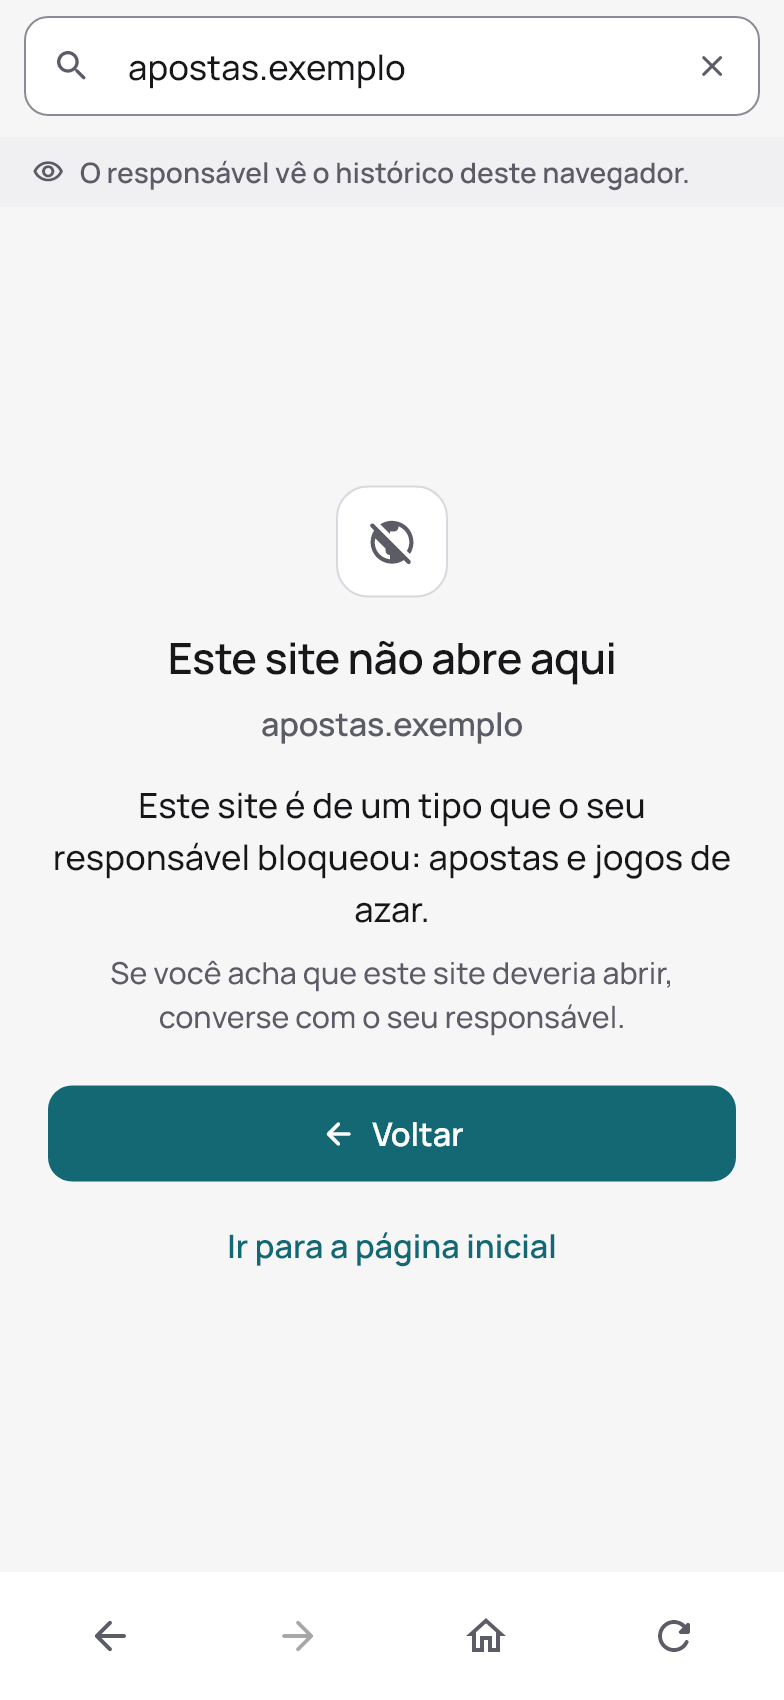 apostas.exemplo
O responsável vê o histórico deste navegador.
Este site não abre aqui
apostas.exemplo
Este site é de um tipo que o seu
responsável bloqueou: apostas e jogos de
azar.
Se você acha que este site deveria abrir,
converse com o seu responsável.
Voltar
Ir para a página inicial